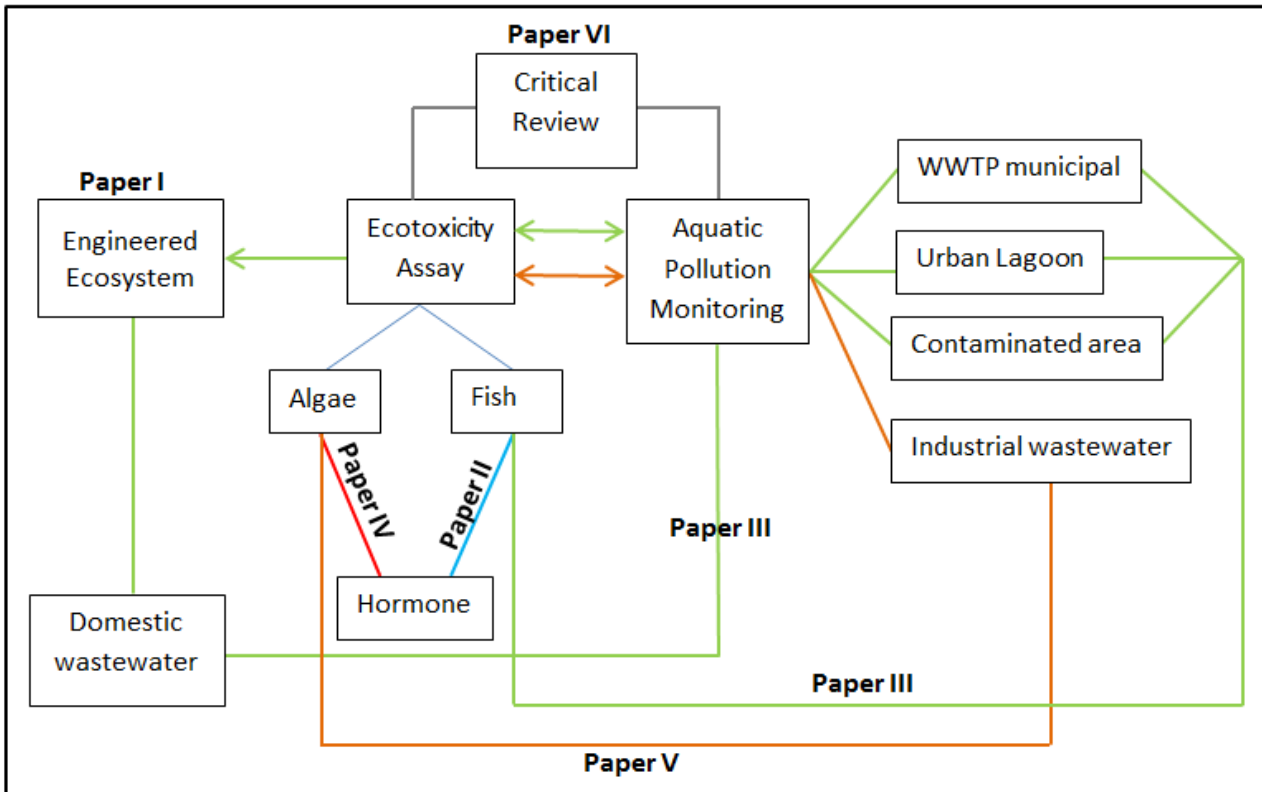 Paper VI
Critical
Review
Paper I
Engineered
Ecosystem
Ecotoxicity
Assay
Aquatic
Pollution
Monitoring
WWTP municipal
Urban Lagoon
Contaminated area
Industrial wastewater
Algae
Fish
Paper IV
Paper II
Paper III
Hormone
Domestic
wastewater
Paper III
Paper V